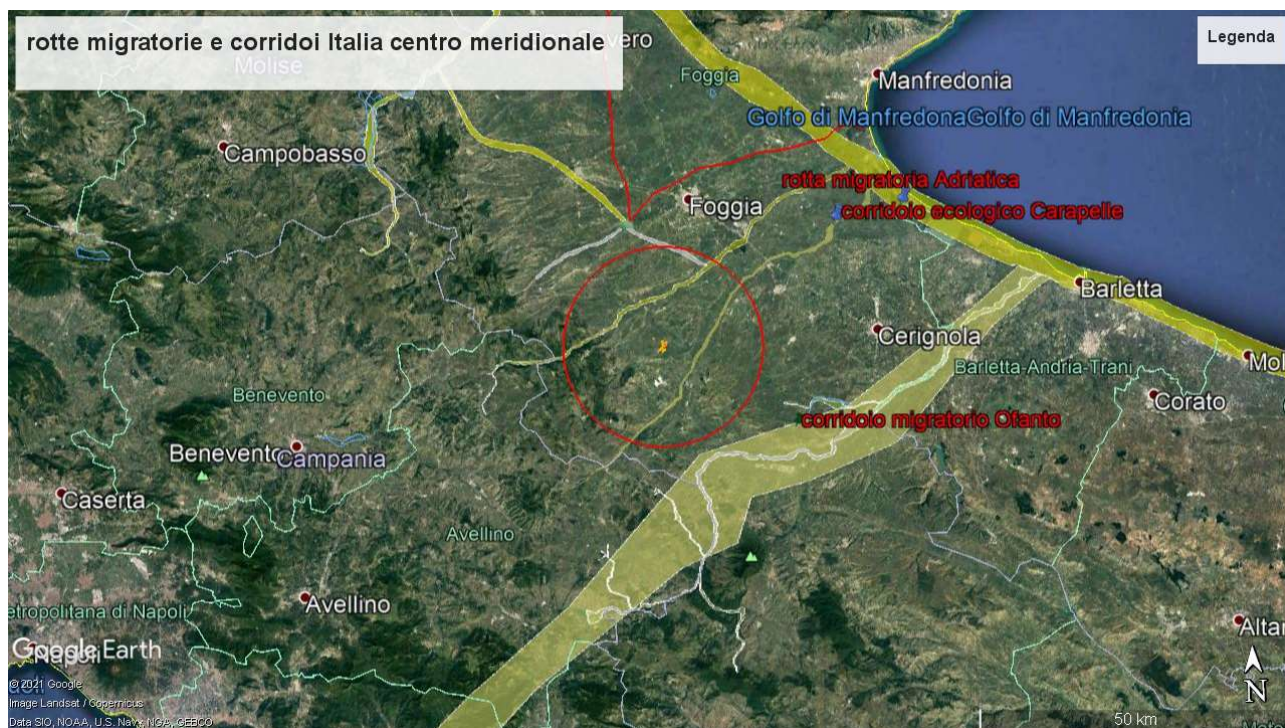 rotte migratorie e corridoi Italia centro meridionale
Legenda
Molise
Foggia
Manfredonia
Golfo di ManfredonaGolfo di Manfredonia
Campobasso
rotta migratoria Adriatica
Foggia
corridoio ecologico Carapelle
Barletta
Cerignola
Barletta-Andria-Trani
Benevento
Corato
corridoio migratorio Ofanto
Benevento
Campania
Caserta
Avellino
Avellino
etropolitana di Napoli
Google Earth
Napoli
N
© 2021 Google
Image Landsat / Copernicus
Data SIO, NOAA, U.S. Navy, NGA, GEBCO
50 km